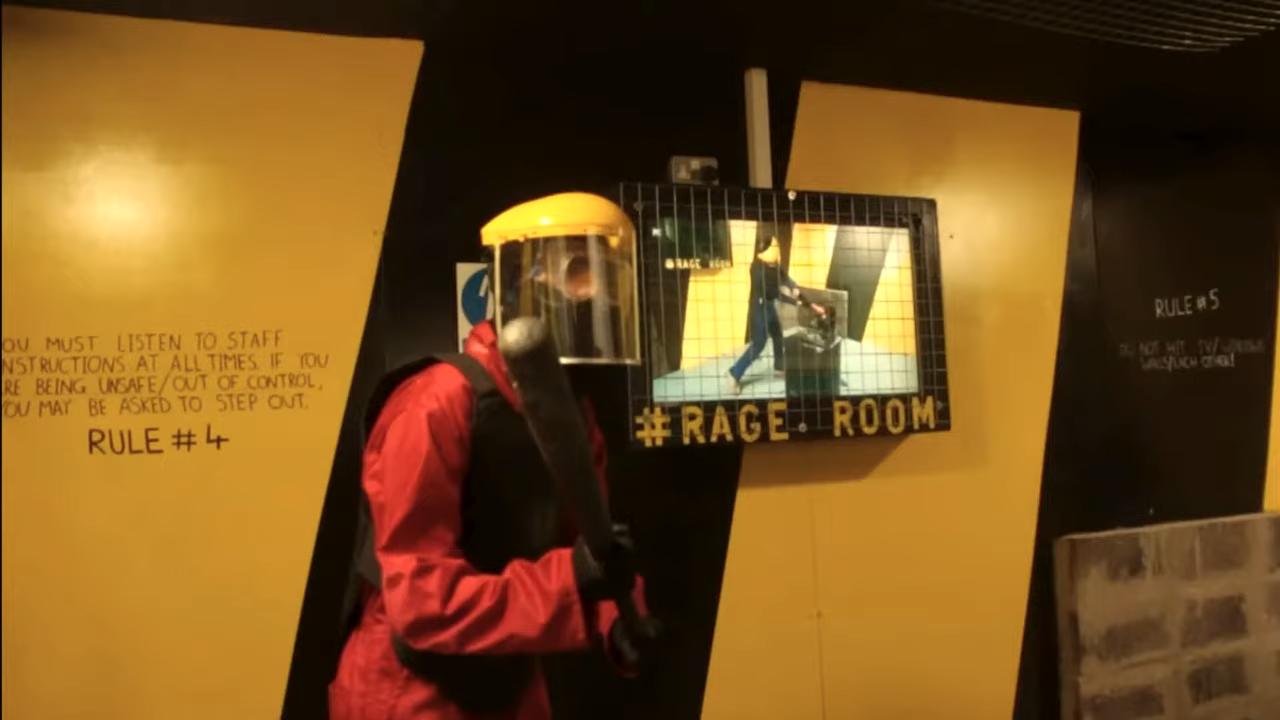 OU MUST LISTEN TO STAFF
NSTRUCTIONS AT ALL TIMES. IF YOU
RE BEING UNSAFE/OUT OF CONTROL,
OU MAY BE ASKED TO STEP OUT.
RULE #4
#RAGE ROOM
#RAGE ROOM
RULE #5
DO NOT HIT TV/WINDOWS
WALLS/EACH OTHER!